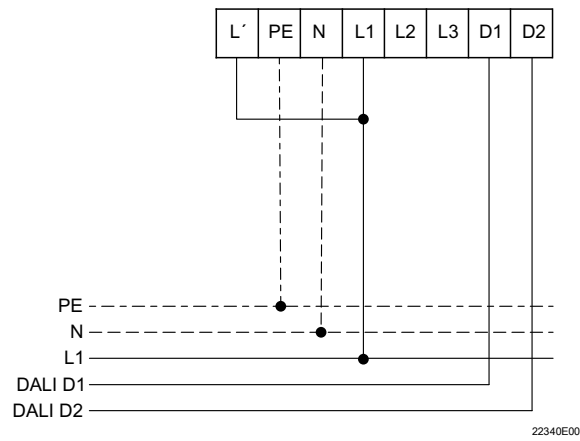 L´ PE N L1 L2 L3 D1 D2
PE
N
L1
DALI D1
DALI D2
22340E00